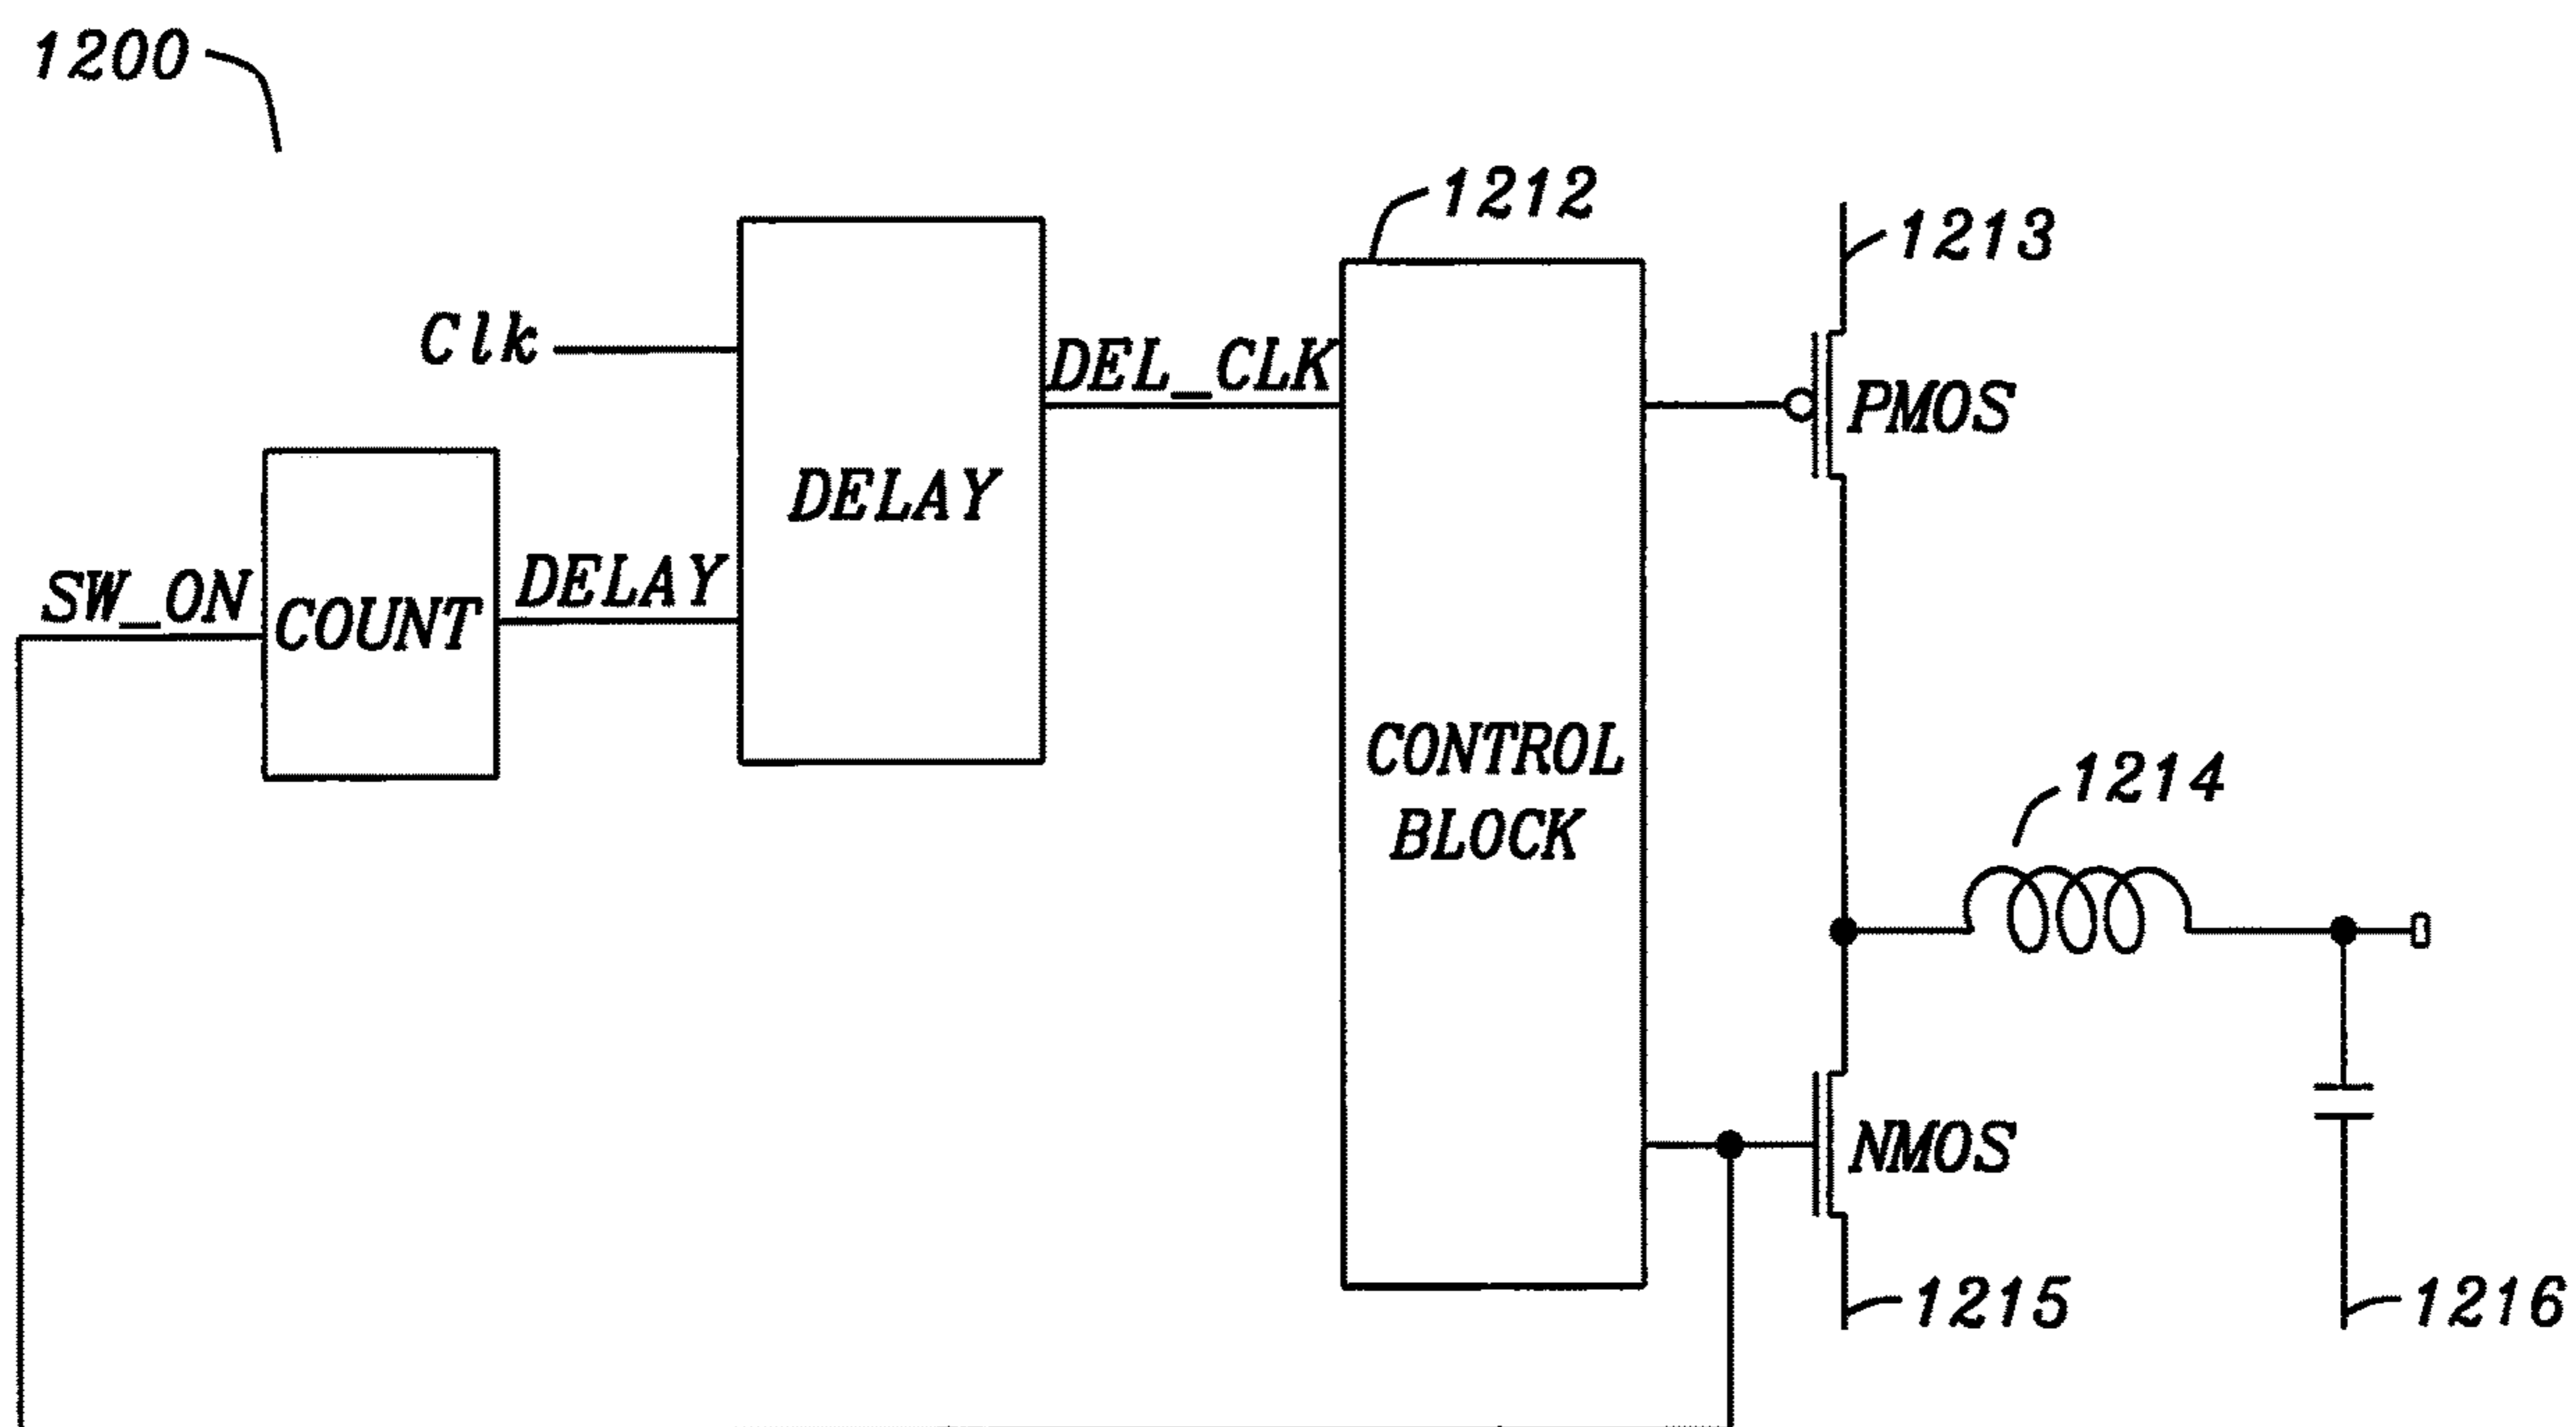 1200
1212
1213
Clk
DEL_CLK
PMOS
DELAY
SW_ON
COUNT
DELAY
CONTROL
BLOCK
1214
NMOS
1215
1216